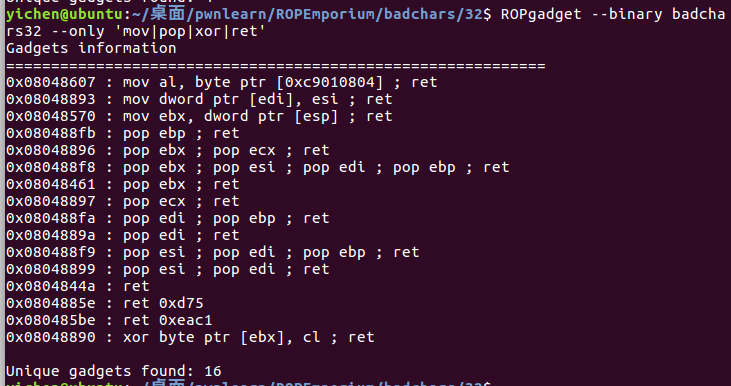 Unique gadgets found: 4
yichen@ubuntu:~/桌面/pwnlearn/ROPEmporium/badchars/32$ ROPgadget --binary badcha
rs32 --only 'mov|pop|xor|ret'
Gadgets information
============================================================
0x08048607 : mov al, byte ptr [0xc9010804] ; ret
0x08048893 : mov dword ptr [edi], esi ; ret
0x08048570 : mov ebx, dword ptr [esp] ; ret
0x080488fb : pop ebp ; ret
0x08048896 : pop ebx ; pop ecx ; ret
0x080488f8 : pop ebx ; pop esi ; pop edi ; pop ebp ; ret
0x08048461 : pop ebx ; ret
0x08048897 : pop ecx ; ret
0x080488fa : pop edi ; pop ebp ; ret
0x0804889a : pop edi ; ret
0x080488f9 : pop esi ; pop edi ; pop ebp ; ret
0x08048899 : pop esi ; pop edi ; ret
0x0804844a : ret
0x0804885e : ret 0xd75
0x080485be : ret 0xeac1
0x08048890 : xor byte ptr [ebx], cl ; ret
Unique gadgets found: 16
yichen@ubuntu:~/桌面/pwnlearn/ROPEmporium/badchars/32$